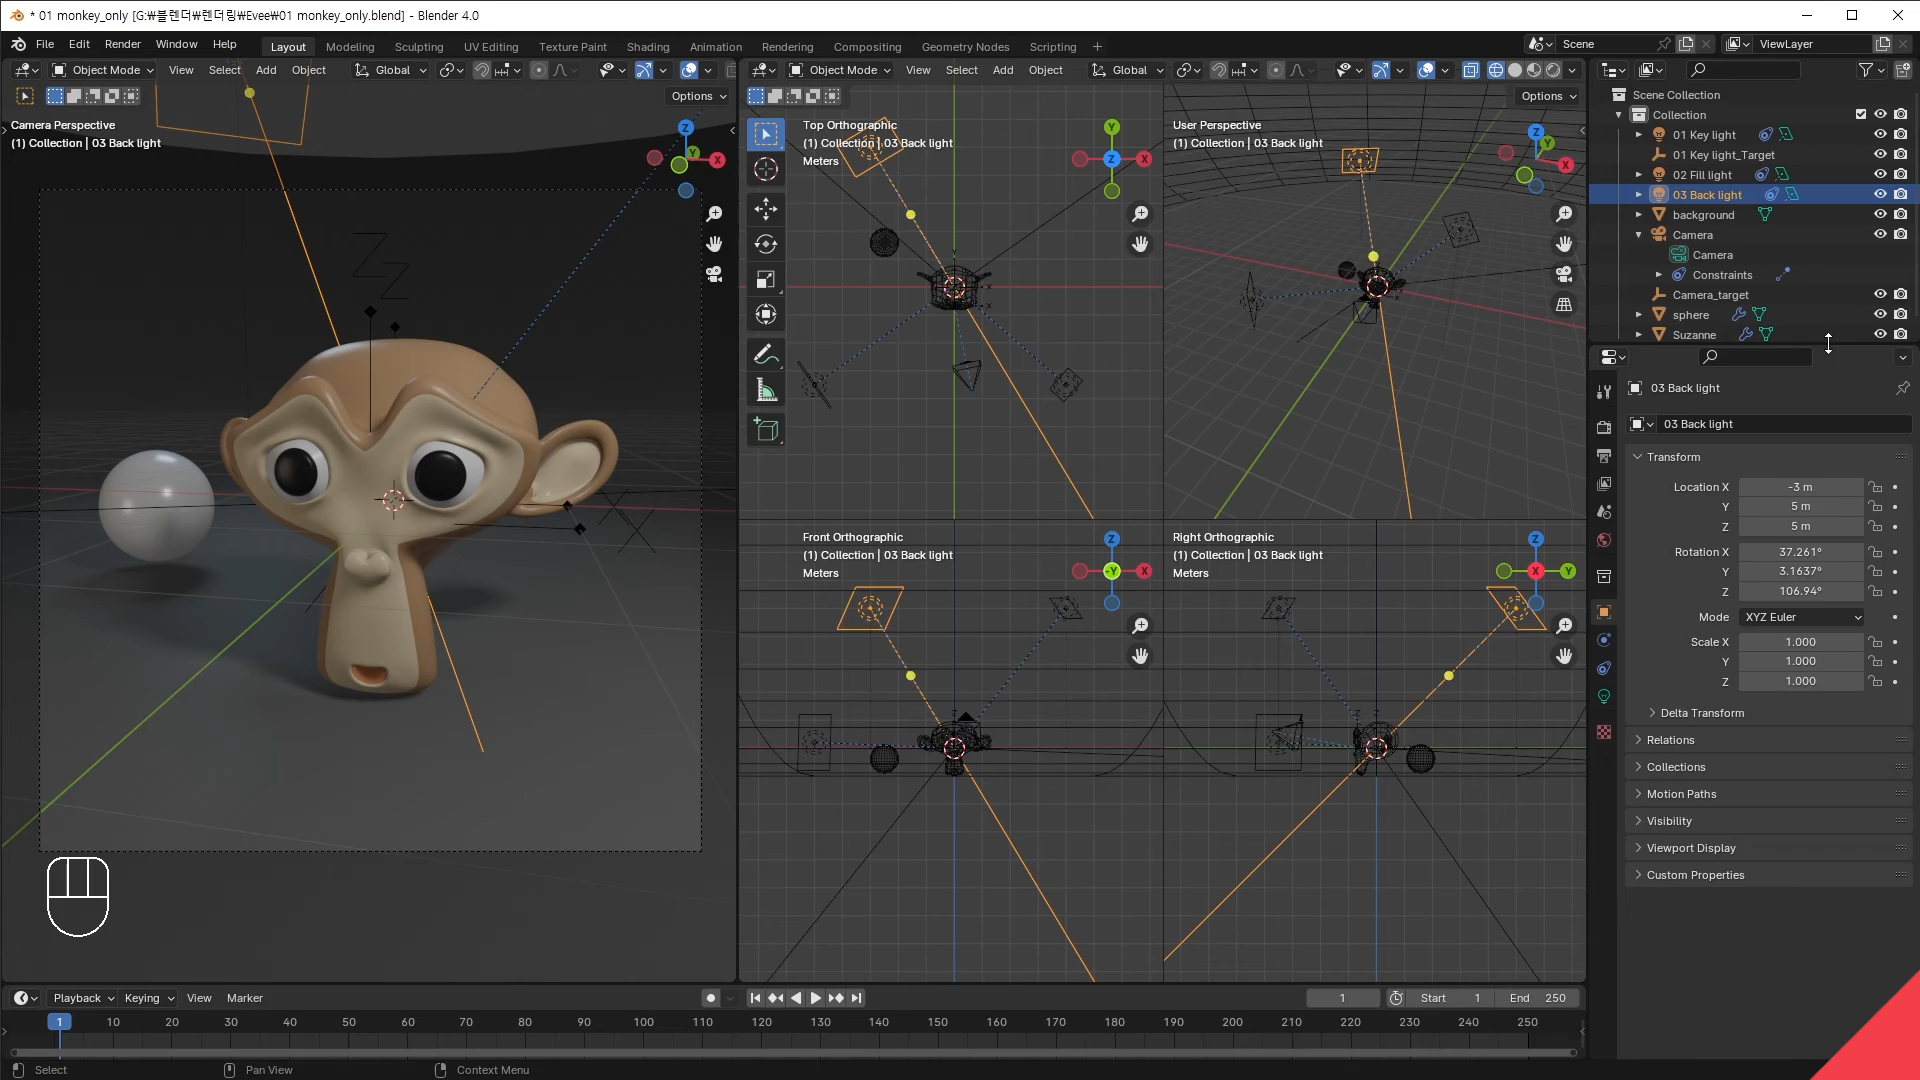 * 01 monkey_only [G:₩블렌더₩렌더링₩Evee₩01 monkey_only.blend] - Blender 4.0
File Edit Render Window Help
Layout Modeling Sculpting UV Editing Texture Paint Shading Animation Rendering Compositing Geometry Nodes Scripting +
Scene ViewLayer
Object Mode View Select Add Object Global
Options
Camera Perspective
(1) Collection | 03 Back light
Z
Y
X
Object Mode View Select Add Object Global
Options
Top Orthographic
(1) Collection | 03 Back light
Meters
Y
Z
X
User Perspective
(1) Collection | 03 Back light
Z
Y
X
Front Orthographic
(1) Collection | 03 Back light
Meters
Z
-Y
X
Right Orthographic
(1) Collection | 03 Back light
Meters
Z
X
Y
Scene Collection
Collection
01 Key light
01 Key light_Target
02 Fill light
03 Back light
background
Camera
Camera
Constraints
Camera_target
sphere
Suzanne
03 Back light
03 Back light
Transform
Location X -3 m
Y 5 m
Z 5 m
Rotation X 37.261°
Y 3.1637°
Z 106.94°
Mode XYZ Euler
Scale X 1.000
Y 1.000
Z 1.000
Delta Transform
Relations
Collections
Motion Paths
Visibility
Viewport Display
Custom Properties
Playback Keying View Marker
1 Start 1 End 250
1 10 20 30 40 50 60 70 80 90 100 110 120 130 140 150 160 170 180 190 200 210 220 230 240 250
Select Pan View Context Menu